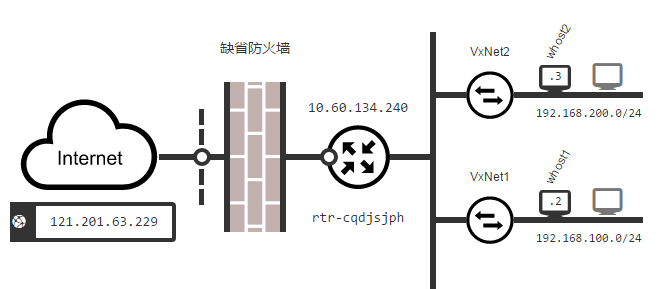 缺省防火墙
Internet
121.201.63.229
10.60.134.240
rtr-cqdjsjph
VxNet2
whost2
.3
192.168.200.0/24
VxNet1
whost1
.2
192.168.100.0/24